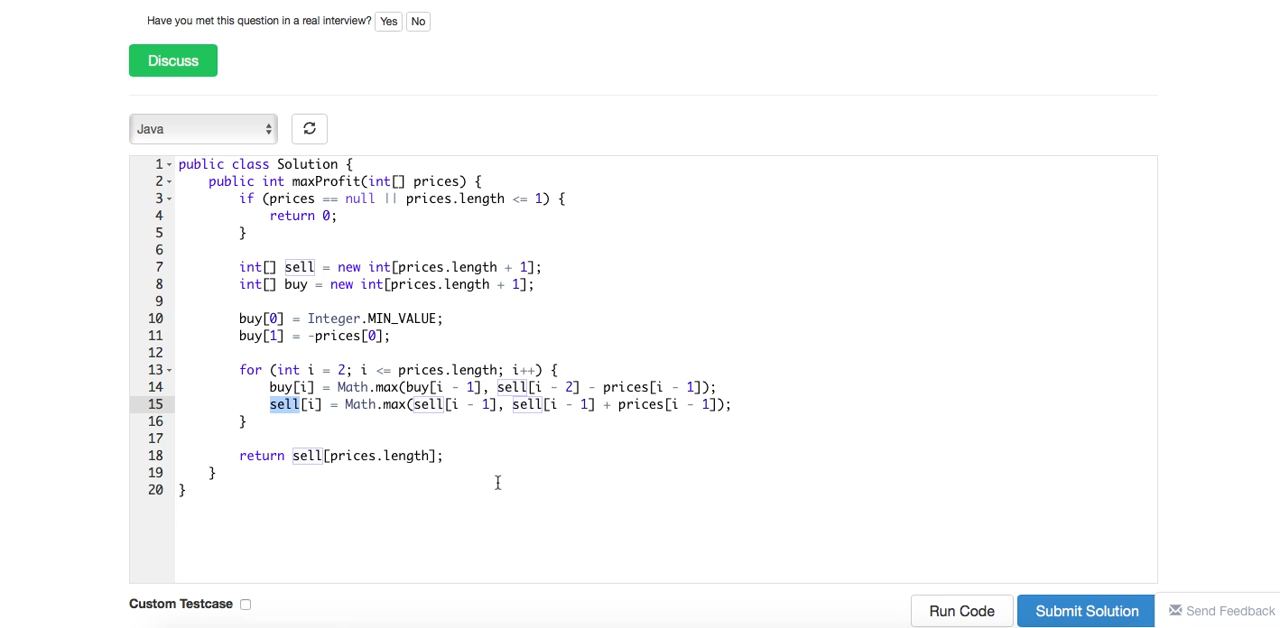 Have you met this question in a real interview? Yes No
Discuss
Java
1 public class Solution {
2 public int maxProfit(int[] prices) {
3 if (prices == null || prices.length <= 1) {
4 return 0;
5 }
6
7 int[] sell = new int[prices.length + 1];
8 int[] buy = new int[prices.length + 1];
9
10 buy[0] = Integer.MIN_VALUE;
11 buy[1] = -prices[0];
12
13 for (int i = 2; i <= prices.length; i++) {
14 buy[i] = Math.max(buy[i - 1], sell[i - 2] - prices[i - 1]);
15 sell[i] = Math.max(sell[i - 1], sell[i - 1] + prices[i - 1]);
16 }
17
18 return sell[prices.length];
19 }
20 }
Custom Testcase
Run Code Submit Solution Send Feedback